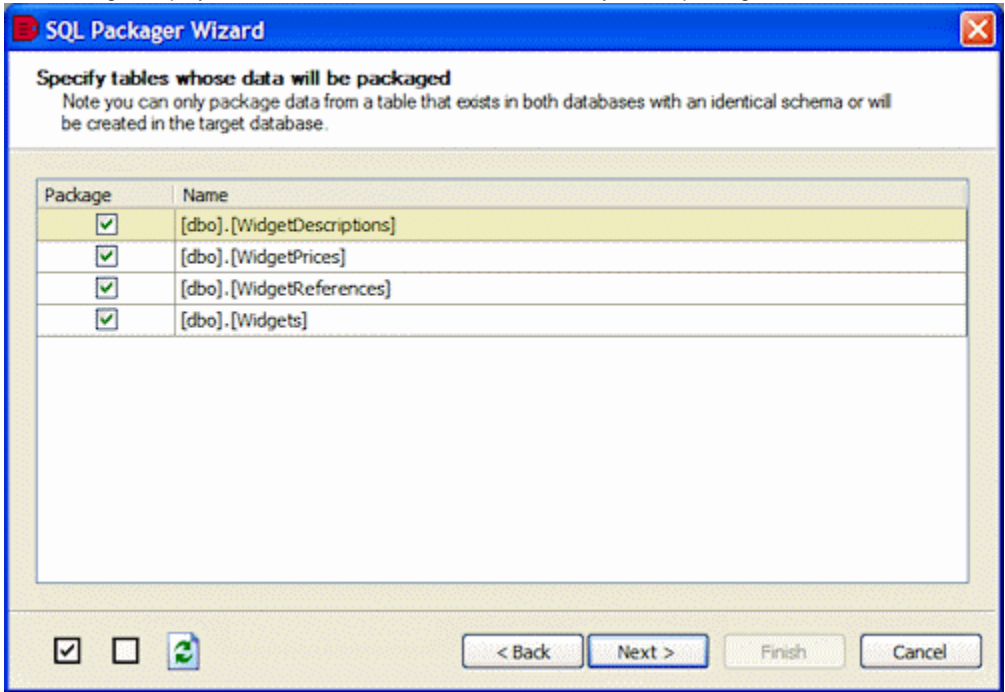 SQL Packager Wizard
Specify tables whose data will be packaged
Note you can only package data from a table that exists in both databases with an identical schema or will
be created in the target database.
Package Name
[dbo].[WidgetDescriptions]
[dbo].[WidgetPrices]
[dbo].[WidgetReferences]
[dbo].[Widgets]
< Back Next > Finish Cancel